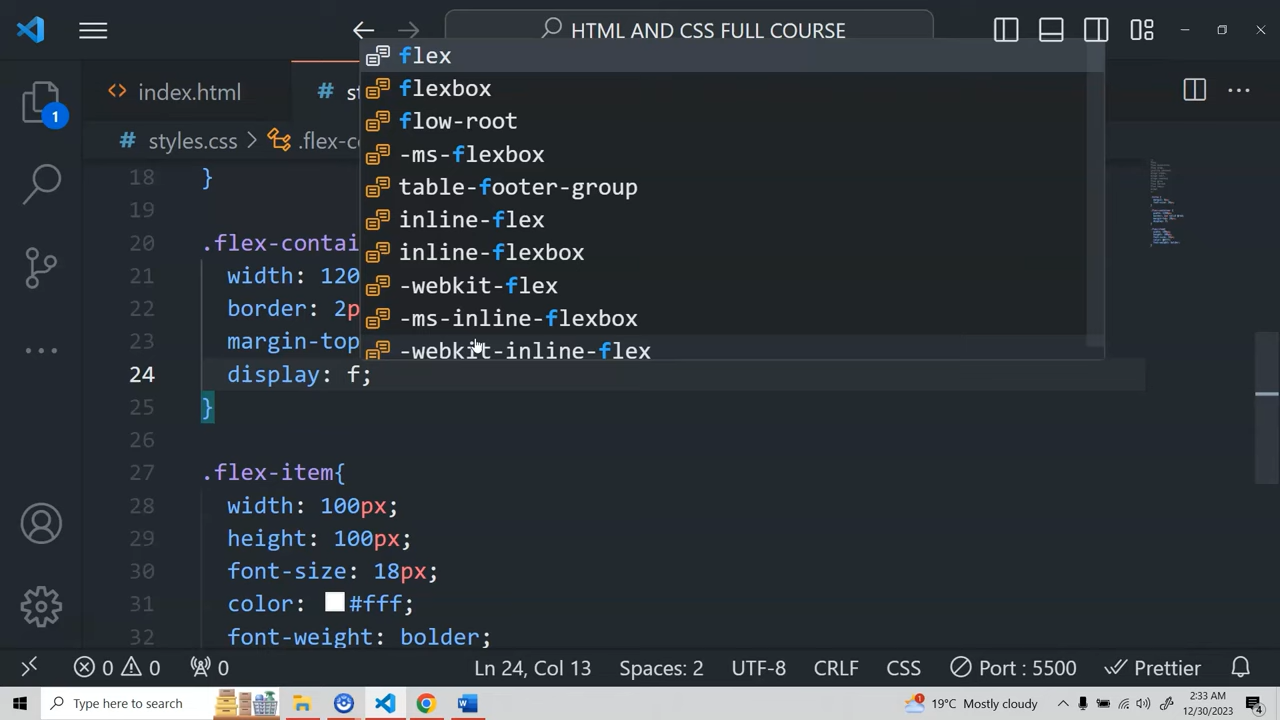 HTML AND CSS FULL COURSE
index.html
# st
# styles.css > .flex-c
flex
flexbox
flow-root
-ms-flexbox
table-footer-group
inline-flex
inline-flexbox
-webkit-flex
-ms-inline-flexbox
-webkit-inline-flex
18 }
19
20 .flex-contai
21 width: 120
22 border: 2p
23 margin-top
24 display: f;
25 }
26
27 .flex-item{
28 width: 100px;
29 height: 100px;
30 font-size: 18px;
31 color: #fff;
32 font-weight: bolder;
1
0 0 0 Ln 24, Col 13 Spaces: 2 UTF-8 CRLF CSS Port : 5500 Prettier
Type here to search 19°C Mostly cloudy 2:33 AM
12/30/2023 4